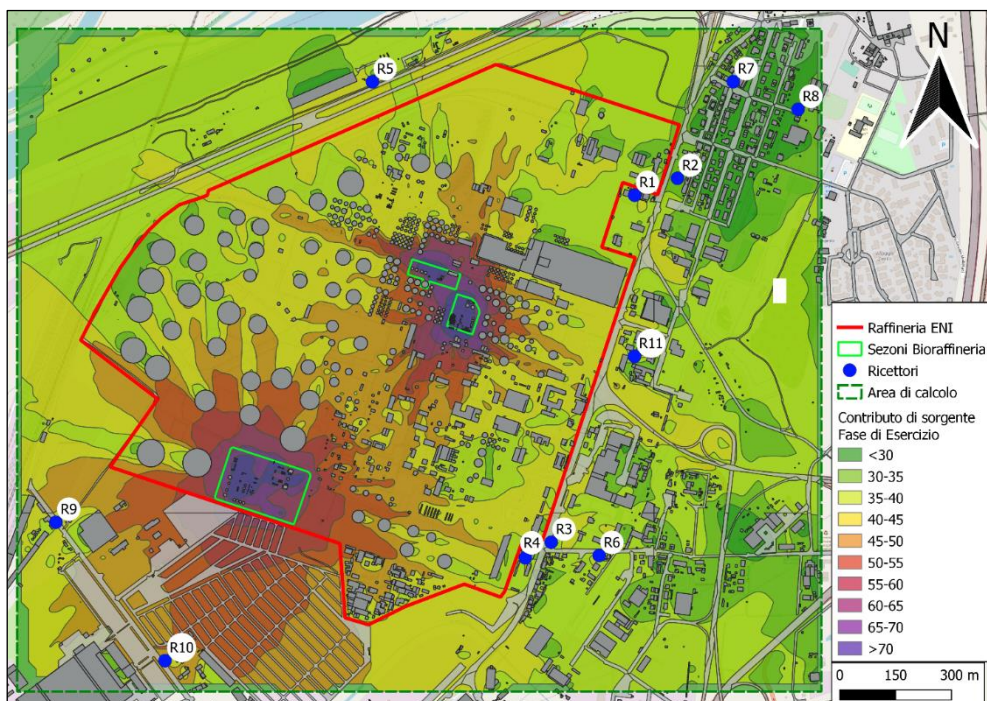 N
R5
R7
R8
R2
R1
R11
R9
R4
R3
R6
R10
Raffineria ENI
Sezoni Bioraffineria
Ricettori
Area di calcolo
Contributo di sorgente
Fase di Esercizio
<30
30-35
35-40
40-45
45-50
50-55
55-60
60-65
65-70
>70
0 150 300 m